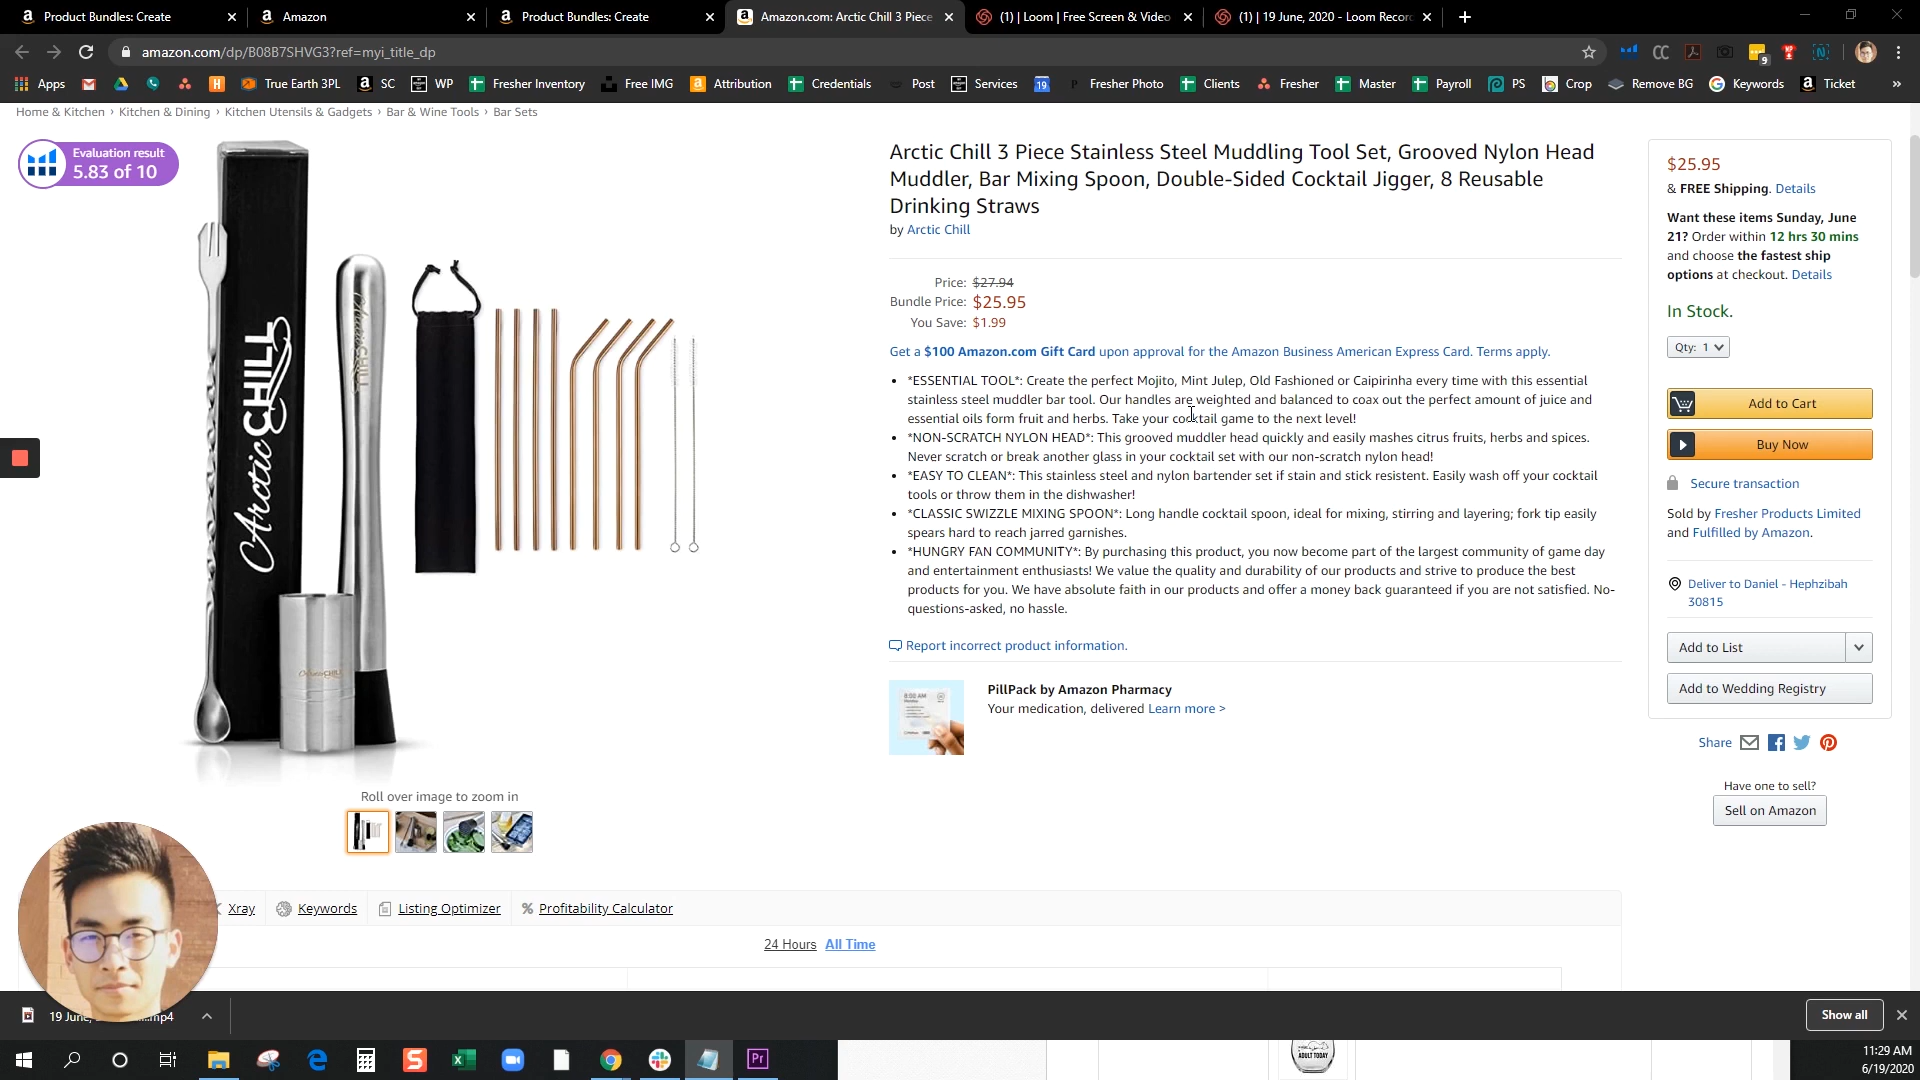 Product Bundles: Create
Amazon
Product Bundles: Create
Amazon.com: Arctic Chill 3 Piece
(1) | Loom | Free Screen & Video
(1) | 19 June, 2020 - Loom Recor
amazon.com/dp/B08B7SHVG3?ref=myi_title_dp
9
Apps
True Earth 3PL
SC
WP
Fresher Inventory
Free IMG
Attribution
Credentials
Post
Services
19
Fresher Photo
Clients
Fresher
Master
Payroll
PS
Crop
Remove BG
Keywords
Ticket
»
Home & Kitchen › Kitchen & Dining › Kitchen Utensils & Gadgets › Bar & Wine Tools › Bar Sets
Evaluation result
5.83 of 10
ArcticCHILL
Arctic Chill 3 Piece Stainless Steel Muddling Tool Set, Grooved Nylon Head
Muddler, Bar Mixing Spoon, Double-Sided Cocktail Jigger, 8 Reusable
Drinking Straws
by Arctic Chill
Price: $27.94
Bundle Price: $25.95
You Save: $1.99
Get a $100 Amazon.com Gift Card upon approval for the Amazon Business American Express Card. Terms apply.
• *ESSENTIAL TOOL*: Create the perfect Mojito, Mint Julep, Old Fashioned or Caipirinha every time with this essential
stainless steel muddler bar tool. Our handles are weighted and balanced to coax out the perfect amount of juice and
essential oils form fruit and herbs. Take your cocktail game to the next level!
• *NON-SCRATCH NYLON HEAD*: This grooved muddler head quickly and easily mashes citrus fruits, herbs and spices.
Never scratch or break another glass in your cocktail set with our non-scratch nylon head!
• *EASY TO CLEAN*: This stainless steel and nylon bartender set if stain and stick resistent. Easily wash off your cocktail
tools or throw them in the dishwasher!
• *CLASSIC SWIZZLE MIXING SPOON*: Long handle cocktail spoon, ideal for mixing, stirring and layering; fork tip easily
spears hard to reach jarred garnishes.
• *HUNGRY FAN COMMUNITY*: By purchasing this product, you now become part of the largest community of game day
and entertainment enthusiasts! We value the quality and durability of our products and strive to produce the best
products for you. We have absolute faith in our products and offer a money back guaranteed if you are not satisfied. No-
questions-asked, no hassle.
Report incorrect product information.
PillPack by Amazon Pharmacy
Your medication, delivered Learn more >
$25.95
& FREE Shipping. Details
Want these items Sunday, June
21? Order within 12 hrs 30 mins
and choose the fastest ship
options at checkout. Details
In Stock.
Qty: 1
Add to Cart
Buy Now
Secure transaction
Sold by Fresher Products Limited
and Fulfilled by Amazon.
Deliver to Daniel - Hephzibah
30815
Add to List
Add to Wedding Registry
Share
Have one to sell?
Sell on Amazon
Roll over image to zoom in
Xray
Keywords
Listing Optimizer
Profitability Calculator
24 Hours
All Time
Show all
ADULT TODAY
11:29 AM
6/19/2020